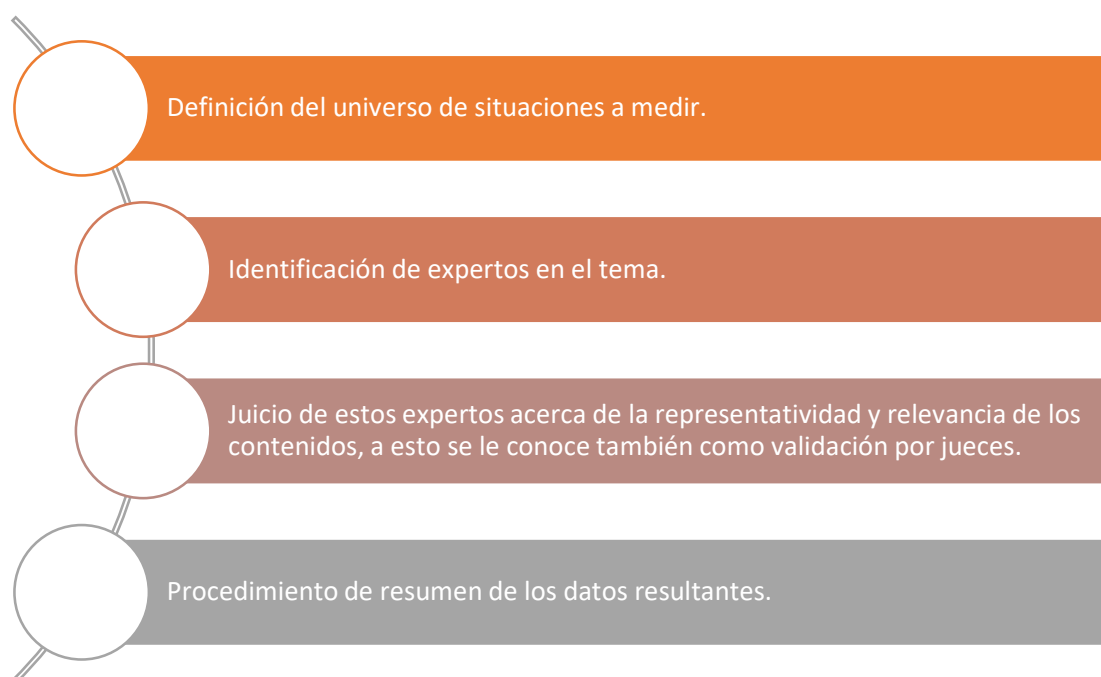 Definición del universo de situaciones a medir.
Identificación de expertos en el tema.
Juicio de estos expertos acerca de la representatividad y relevancia de los
contenidos, a esto se le conoce también como validación por jueces.
Procedimiento de resumen de los datos resultantes.